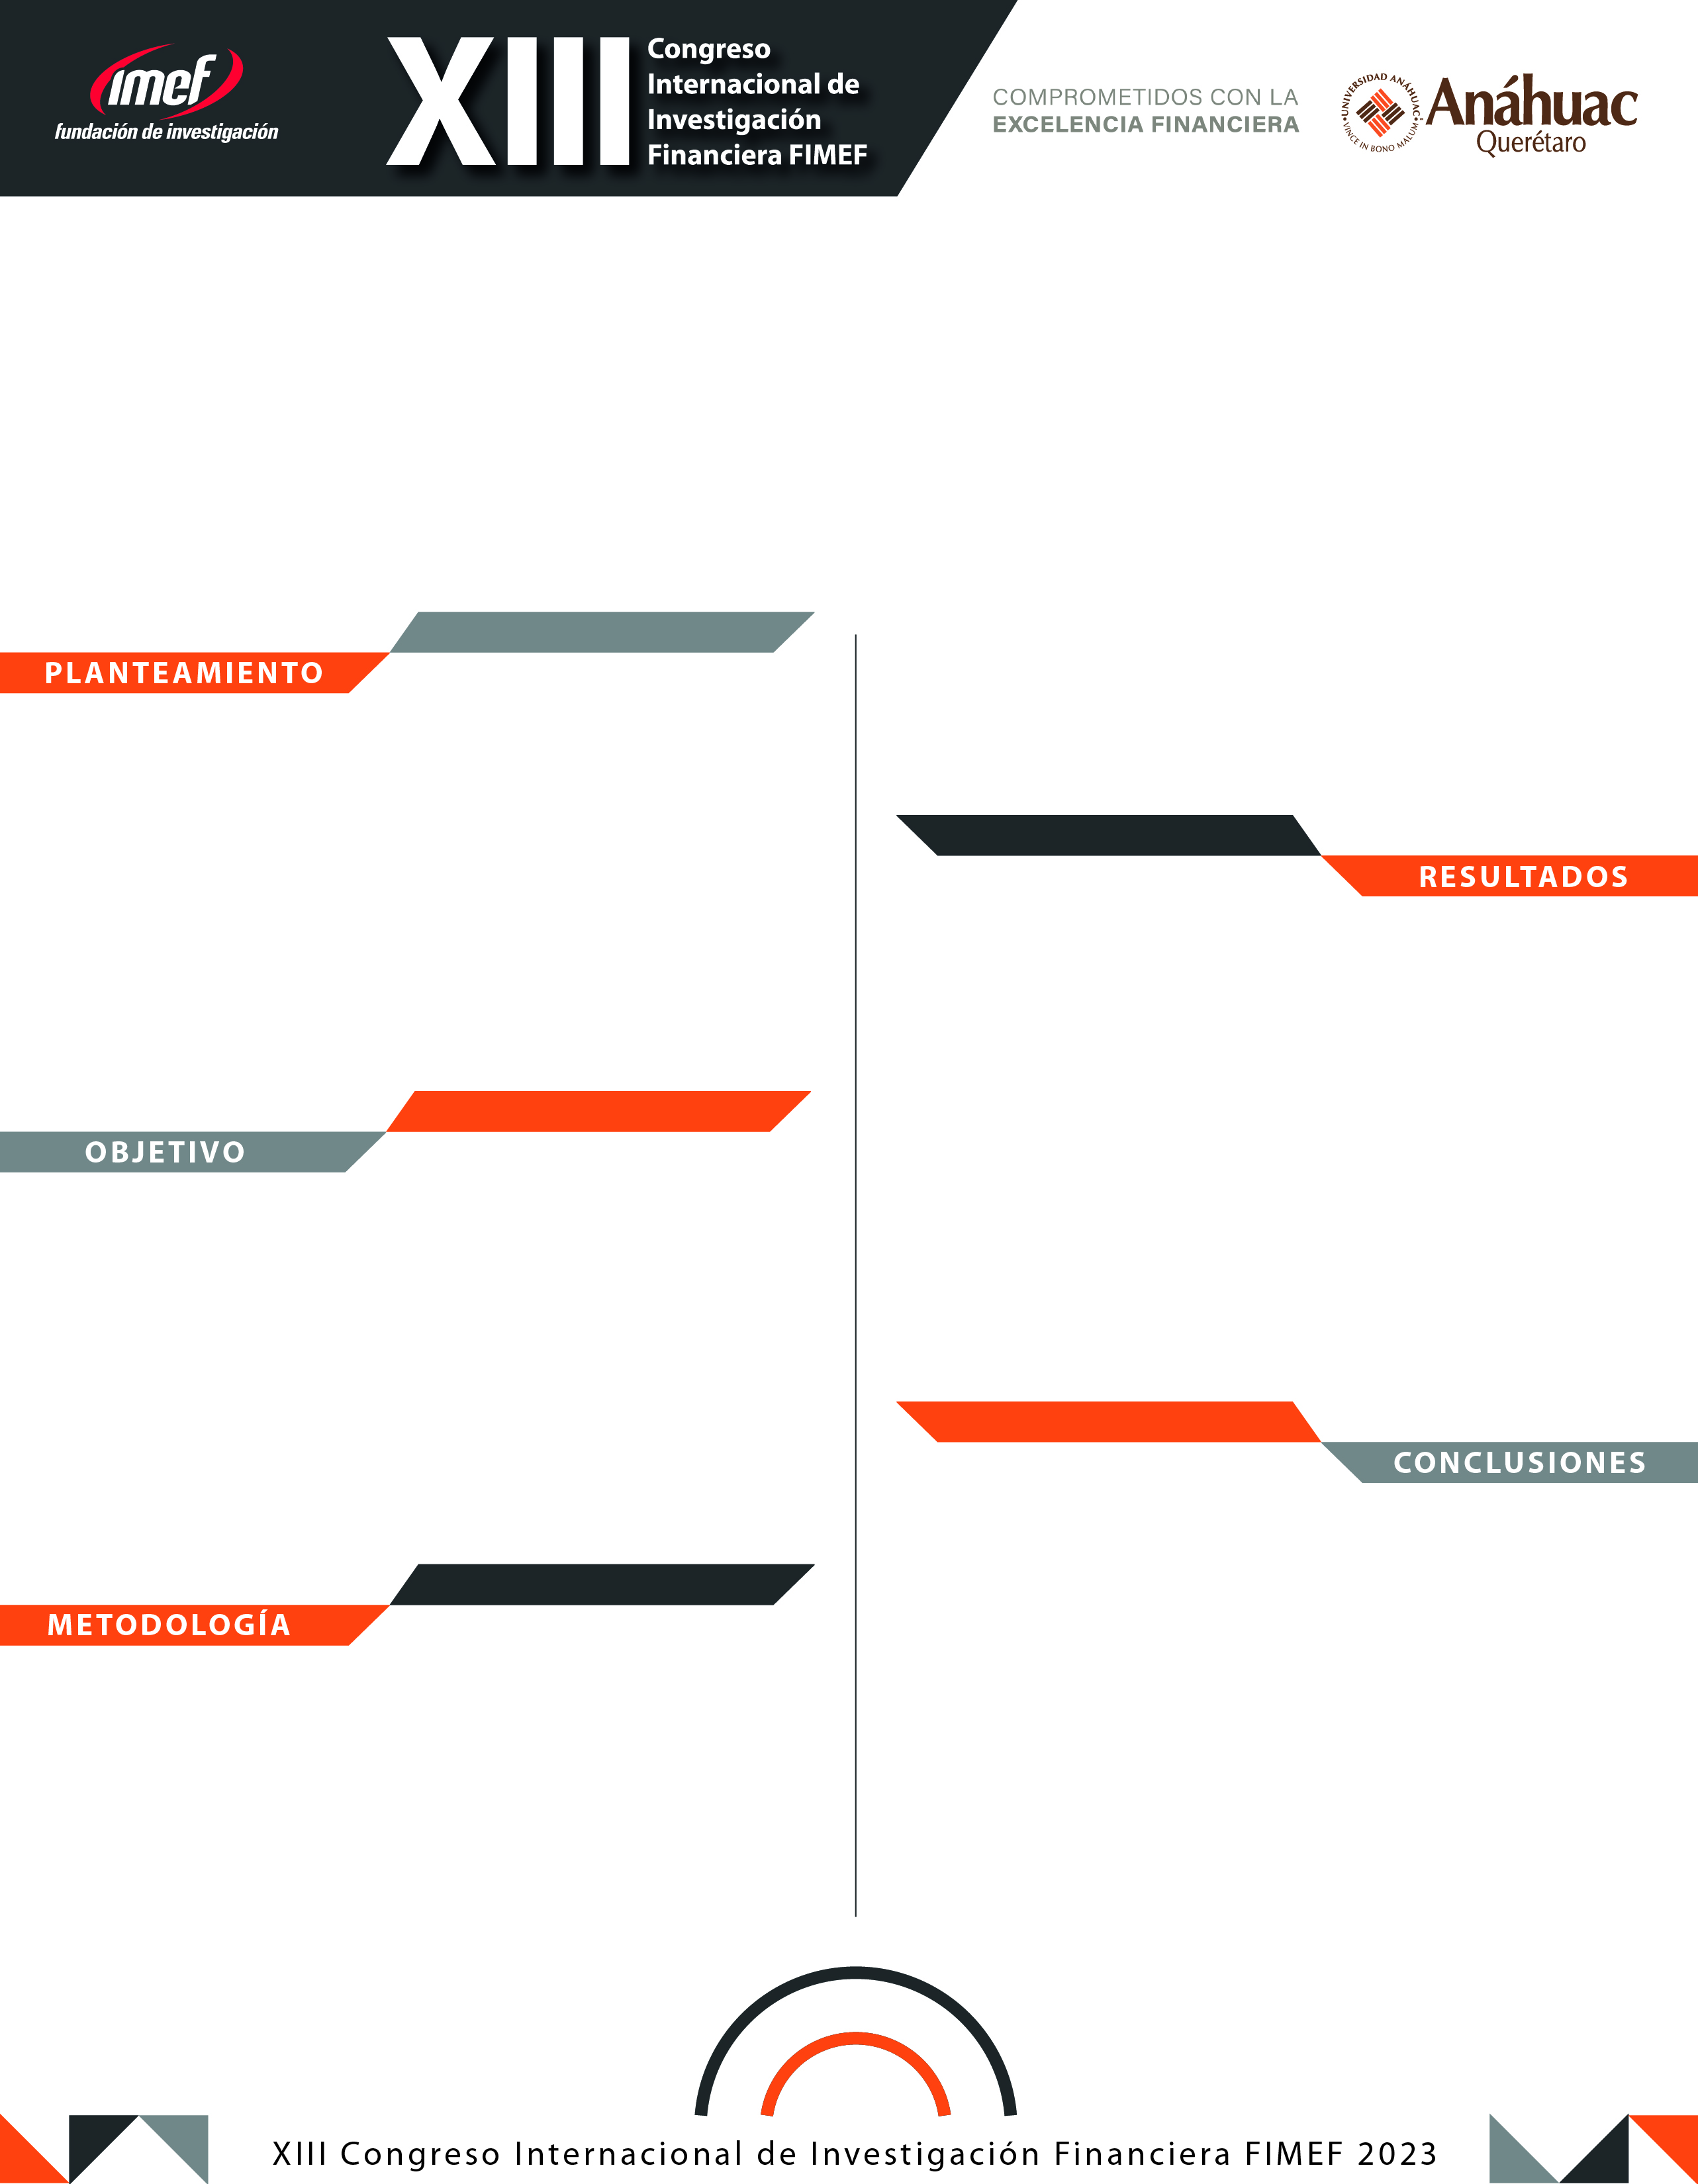 imef
fundación de investigación
XIII
Congreso
Internacional de
Investigación
Financiera FIMEF
COMPROMETIDOS CON LA
EXCELENCIA FINANCIERA
UNIVERSIDAD ANÁHUAC
VINCE IN BONO MALUM
Anáhuac
Querétaro
PLANTEAMIENTO
OBJETIVO
METODOLOGÍA
RESULTADOS
CONCLUSIONES
XIII Congreso Internacional de Investigación Financiera FIMEF 2023